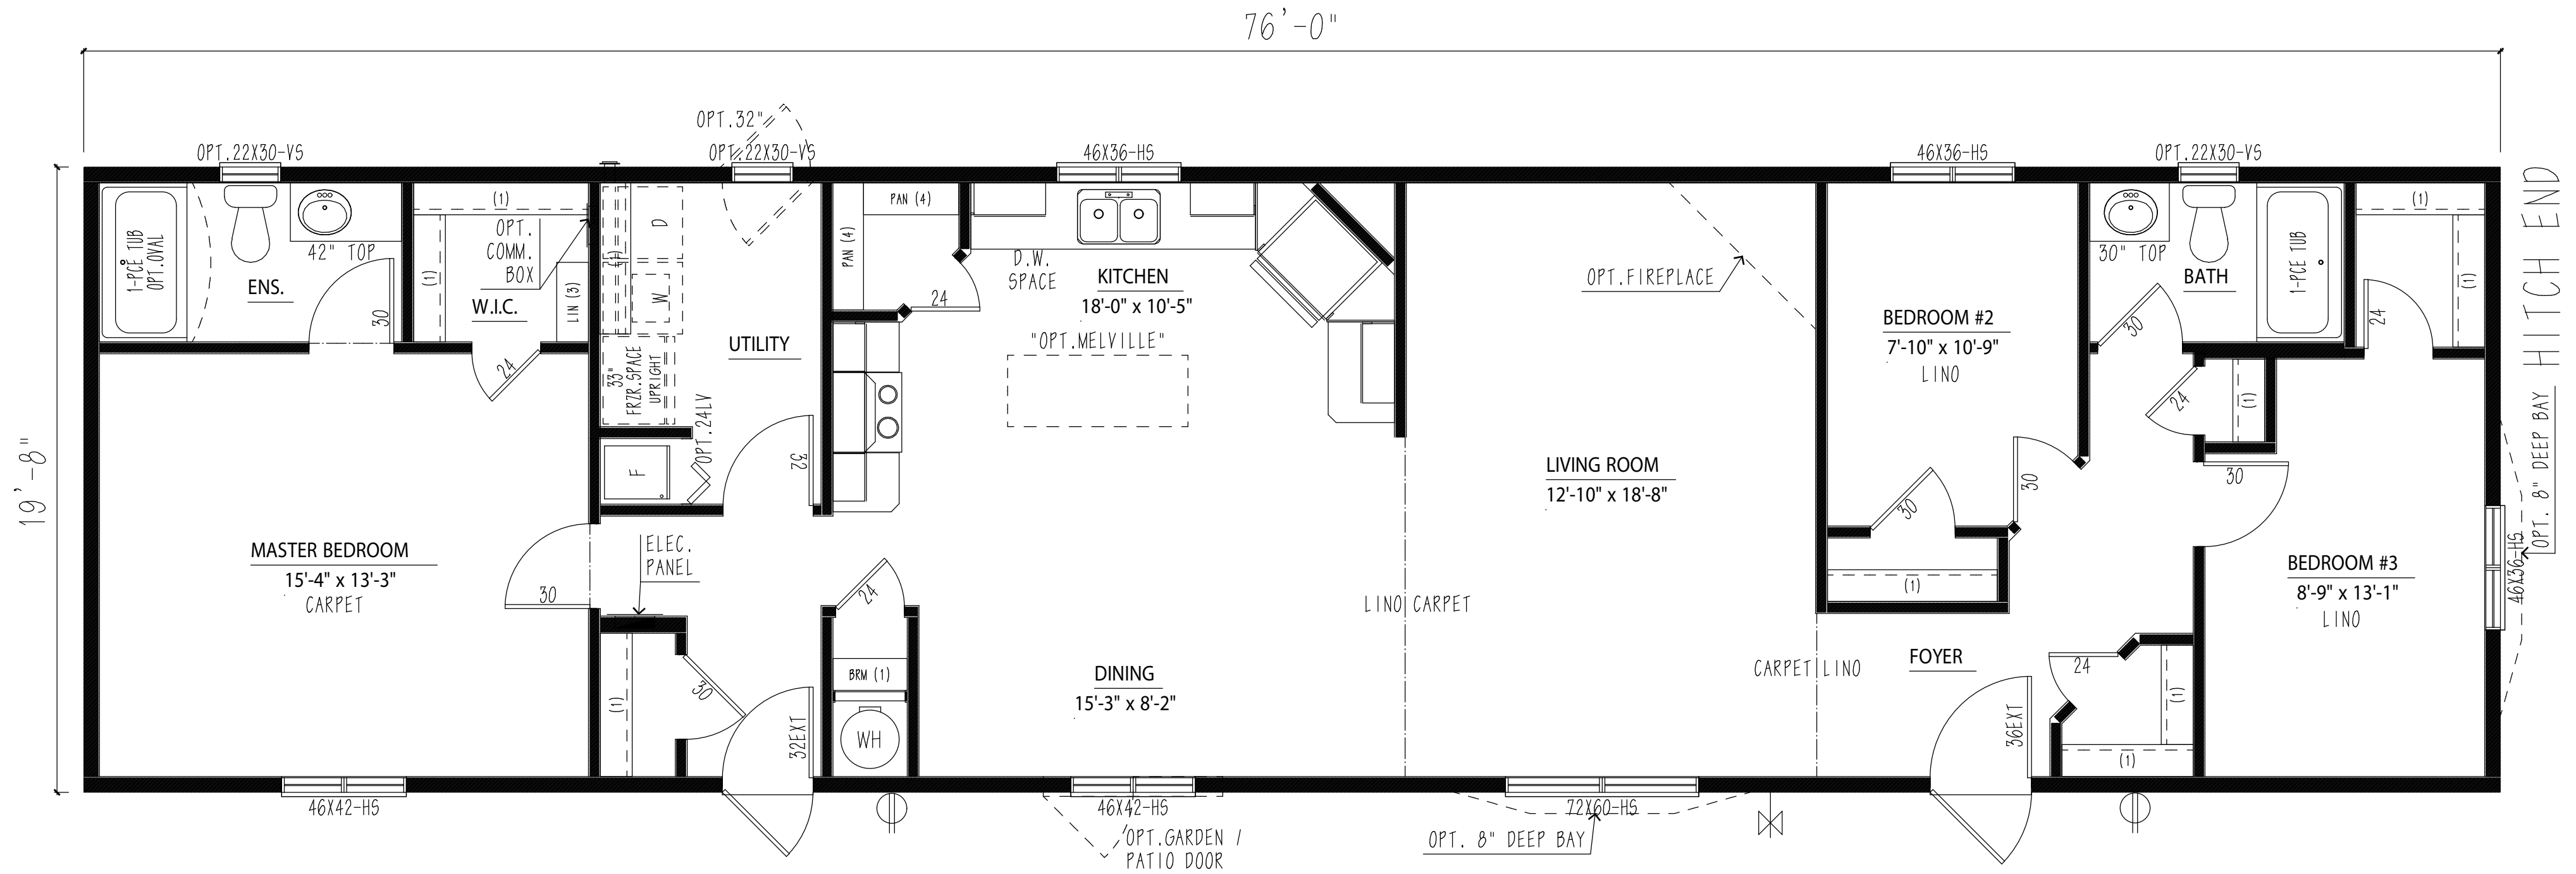 76'-0"
OPT.32"
OPT.22X30-VS
OPT.22X30-VS
46X36-HS
46X36-HS
OPT.22X30-VS
HITCH END
19'-8"
1-PCE TUB
OPT.OVAL
42" TOP
ENS.
30
(1)
(1)
OPT.
COMM.
BOX
W.I.C.
LIN (3)
24
D
W
33"
FRZR.SPACE
UPRIGHT
UTILITY
OPT.24LV
F
32
PAN (4)
PAN (4)
24
D.W.
SPACE
KITCHEN
18'-0" x 10'-5"
"OPT.MELVILLE"
OPT.FIREPLACE
LIVING ROOM
12'-10" x 18'-8"
BEDROOM #2
7'-10" x 10'-9"
LINO
30
30
(1)
30" TOP
BATH
1-PCE TUB
30
24
(1)
(1)
(1)
24
30
OPT. 8" DEEP BAY
46X36-HS
BEDROOM #3
8'-9" x 13'-1"
LINO
MASTER BEDROOM
15'-4" x 13'-3"
CARPET
30
ELEC.
PANEL
(1)
30
32EXT
24
BRM (1)
WH
DINING
15'-3" x 8'-2"
LINO CARPET
CARPET LINO
FOYER
36EXT
24
(1)
(1)
46X42-HS
46X42-HS
OPT.GARDEN /
PATIO DOOR
72X60-HS
OPT. 8" DEEP BAY